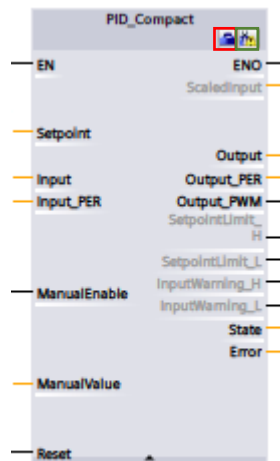 PID_Compact
EN ENO
ScaledInput
Setpoint
Output
Input Output_PER
Input_PER Output_PWM
SetpointLimit_
H
SetpointLimit_L
ManualEnable InputWarning_H
InputWarning_L
State
Error
ManualValue
Reset